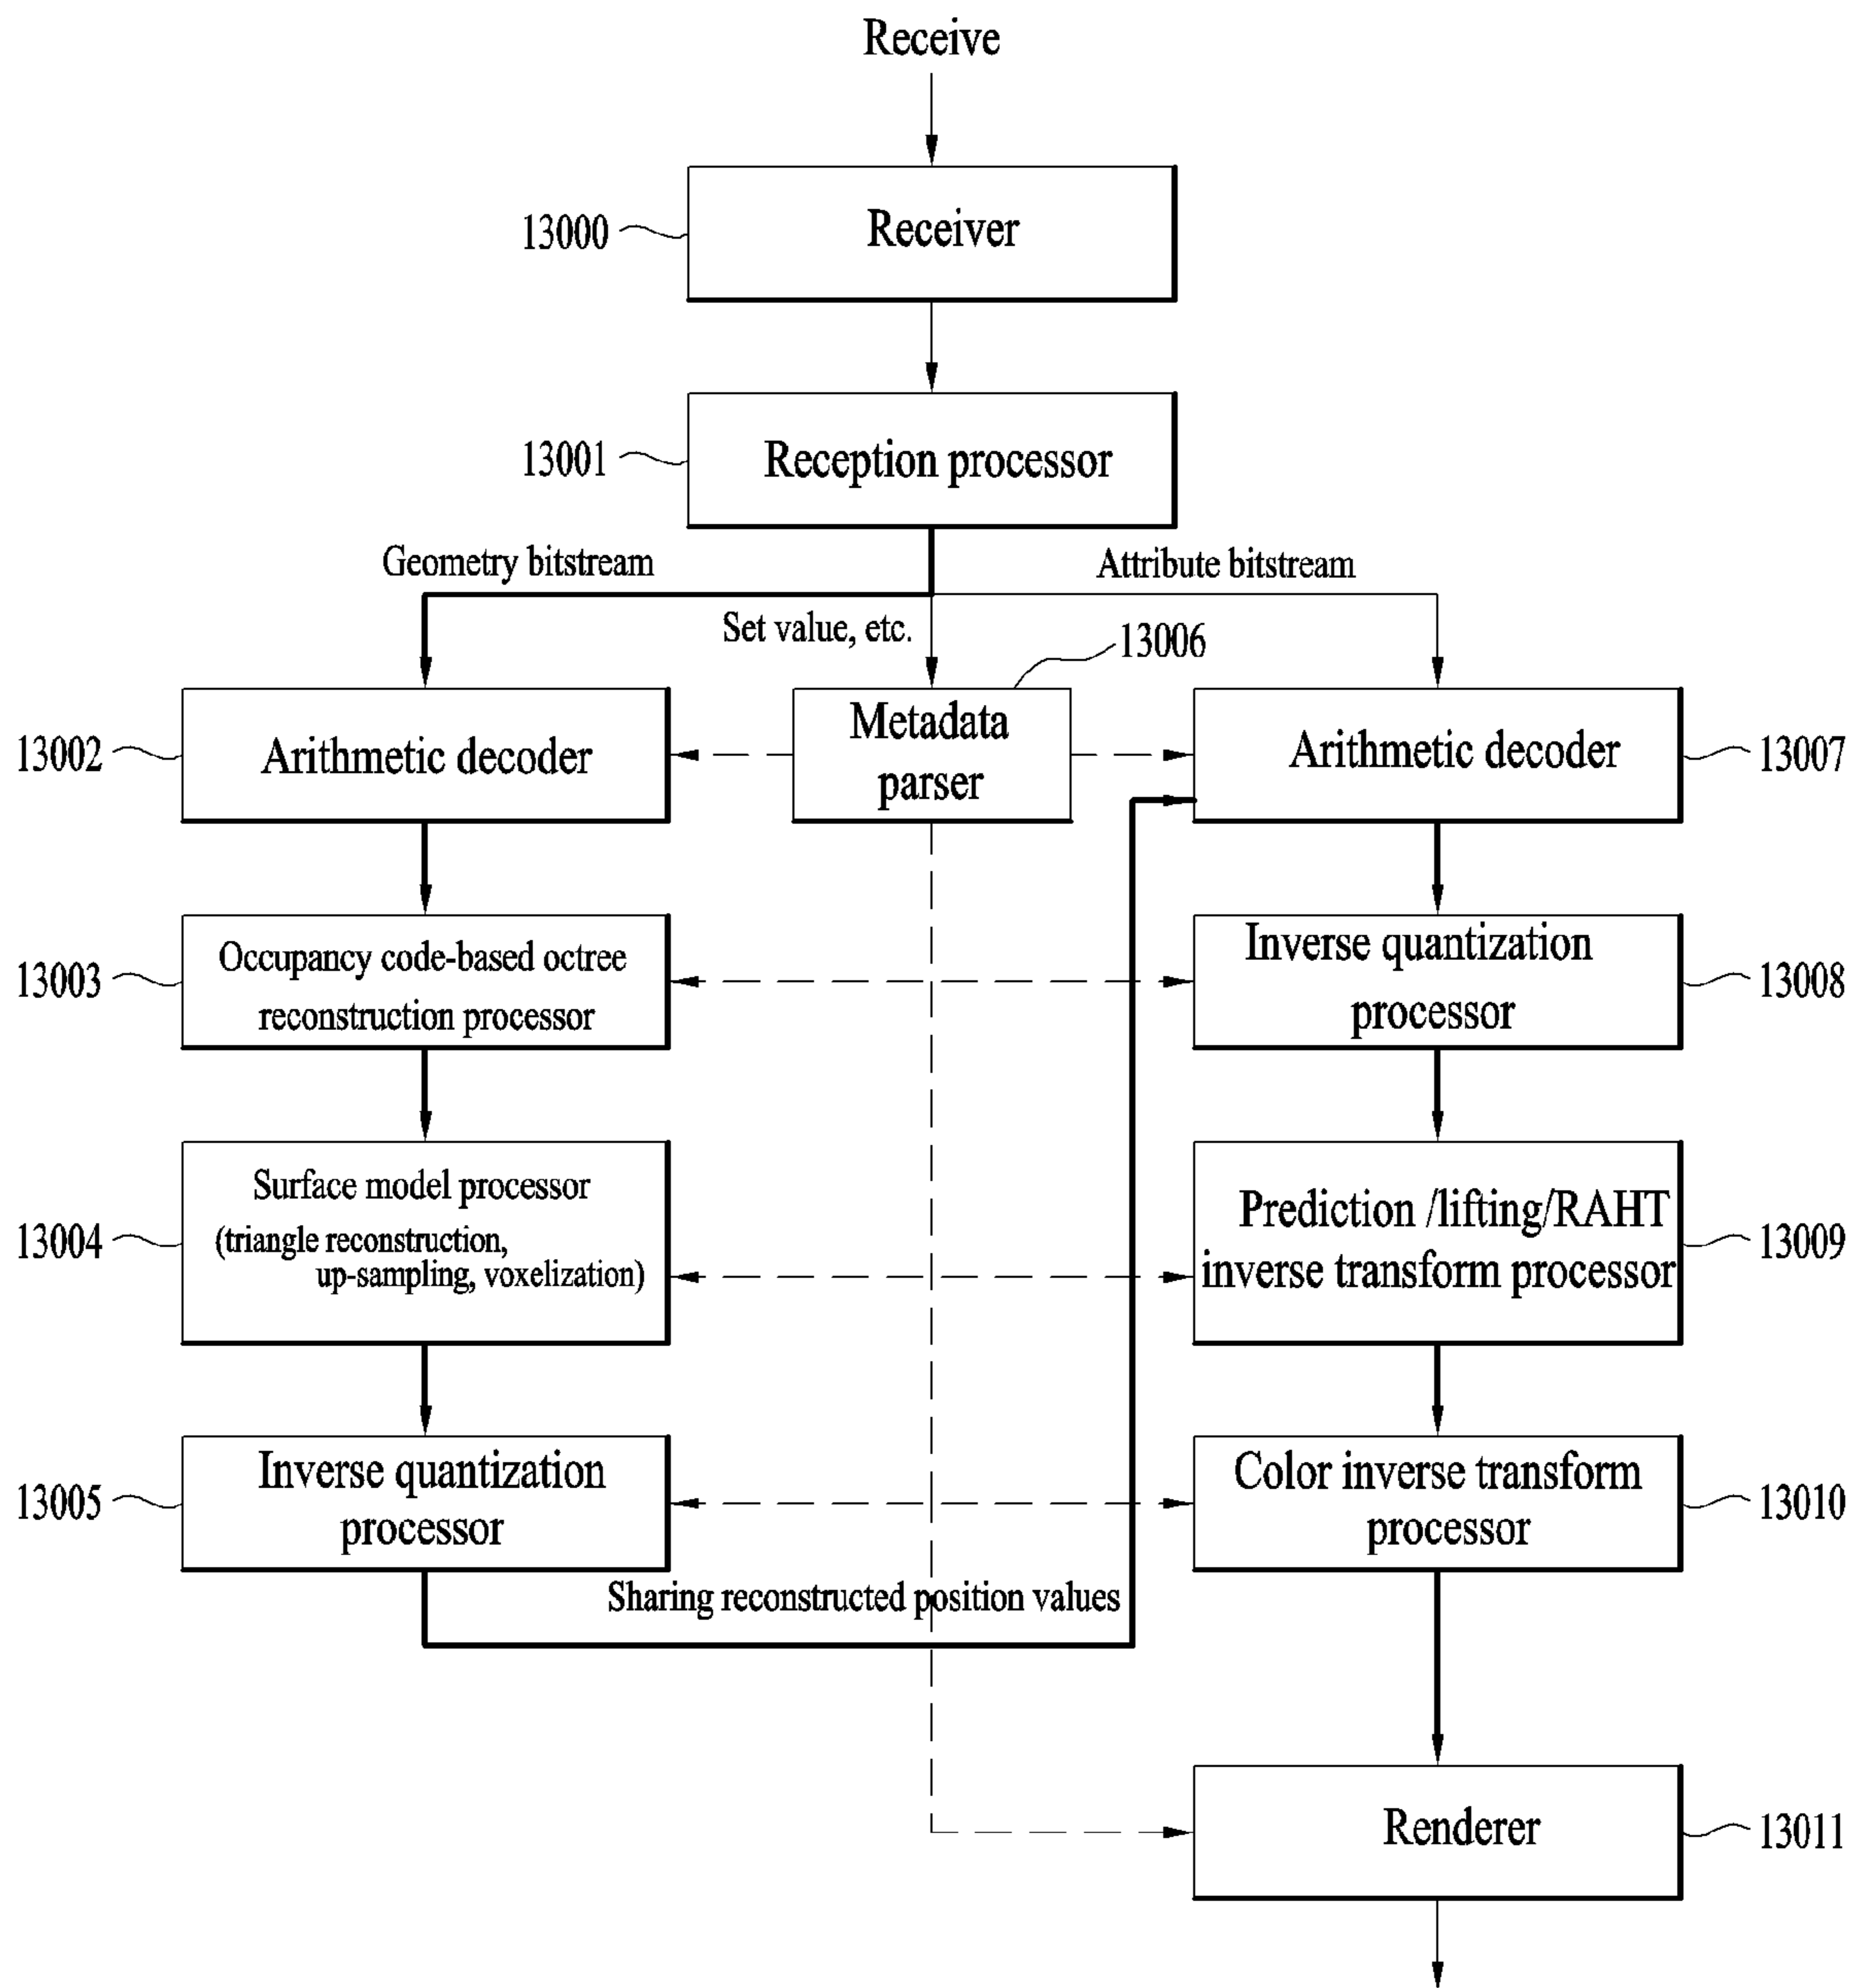 Receive
13000
Receiver
13001
Reception processor
Geometry bitstream
Attribute bitstream
Set value, etc.
13006
13002
Arithmetic decoder
Metadata
parser
Arithmetic decoder
13007
13003
Occupancy code-based octree
reconstruction processor
Inverse quantization
processor
13008
13004
Surface model processor
(triangle reconstruction,
up-sampling, voxelization)
Prediction /lifting/RAHT
inverse transform processor
13009
13005
Inverse quantization
processor
Color inverse transform
processor
13010
Sharing reconstructed position values
Renderer
13011